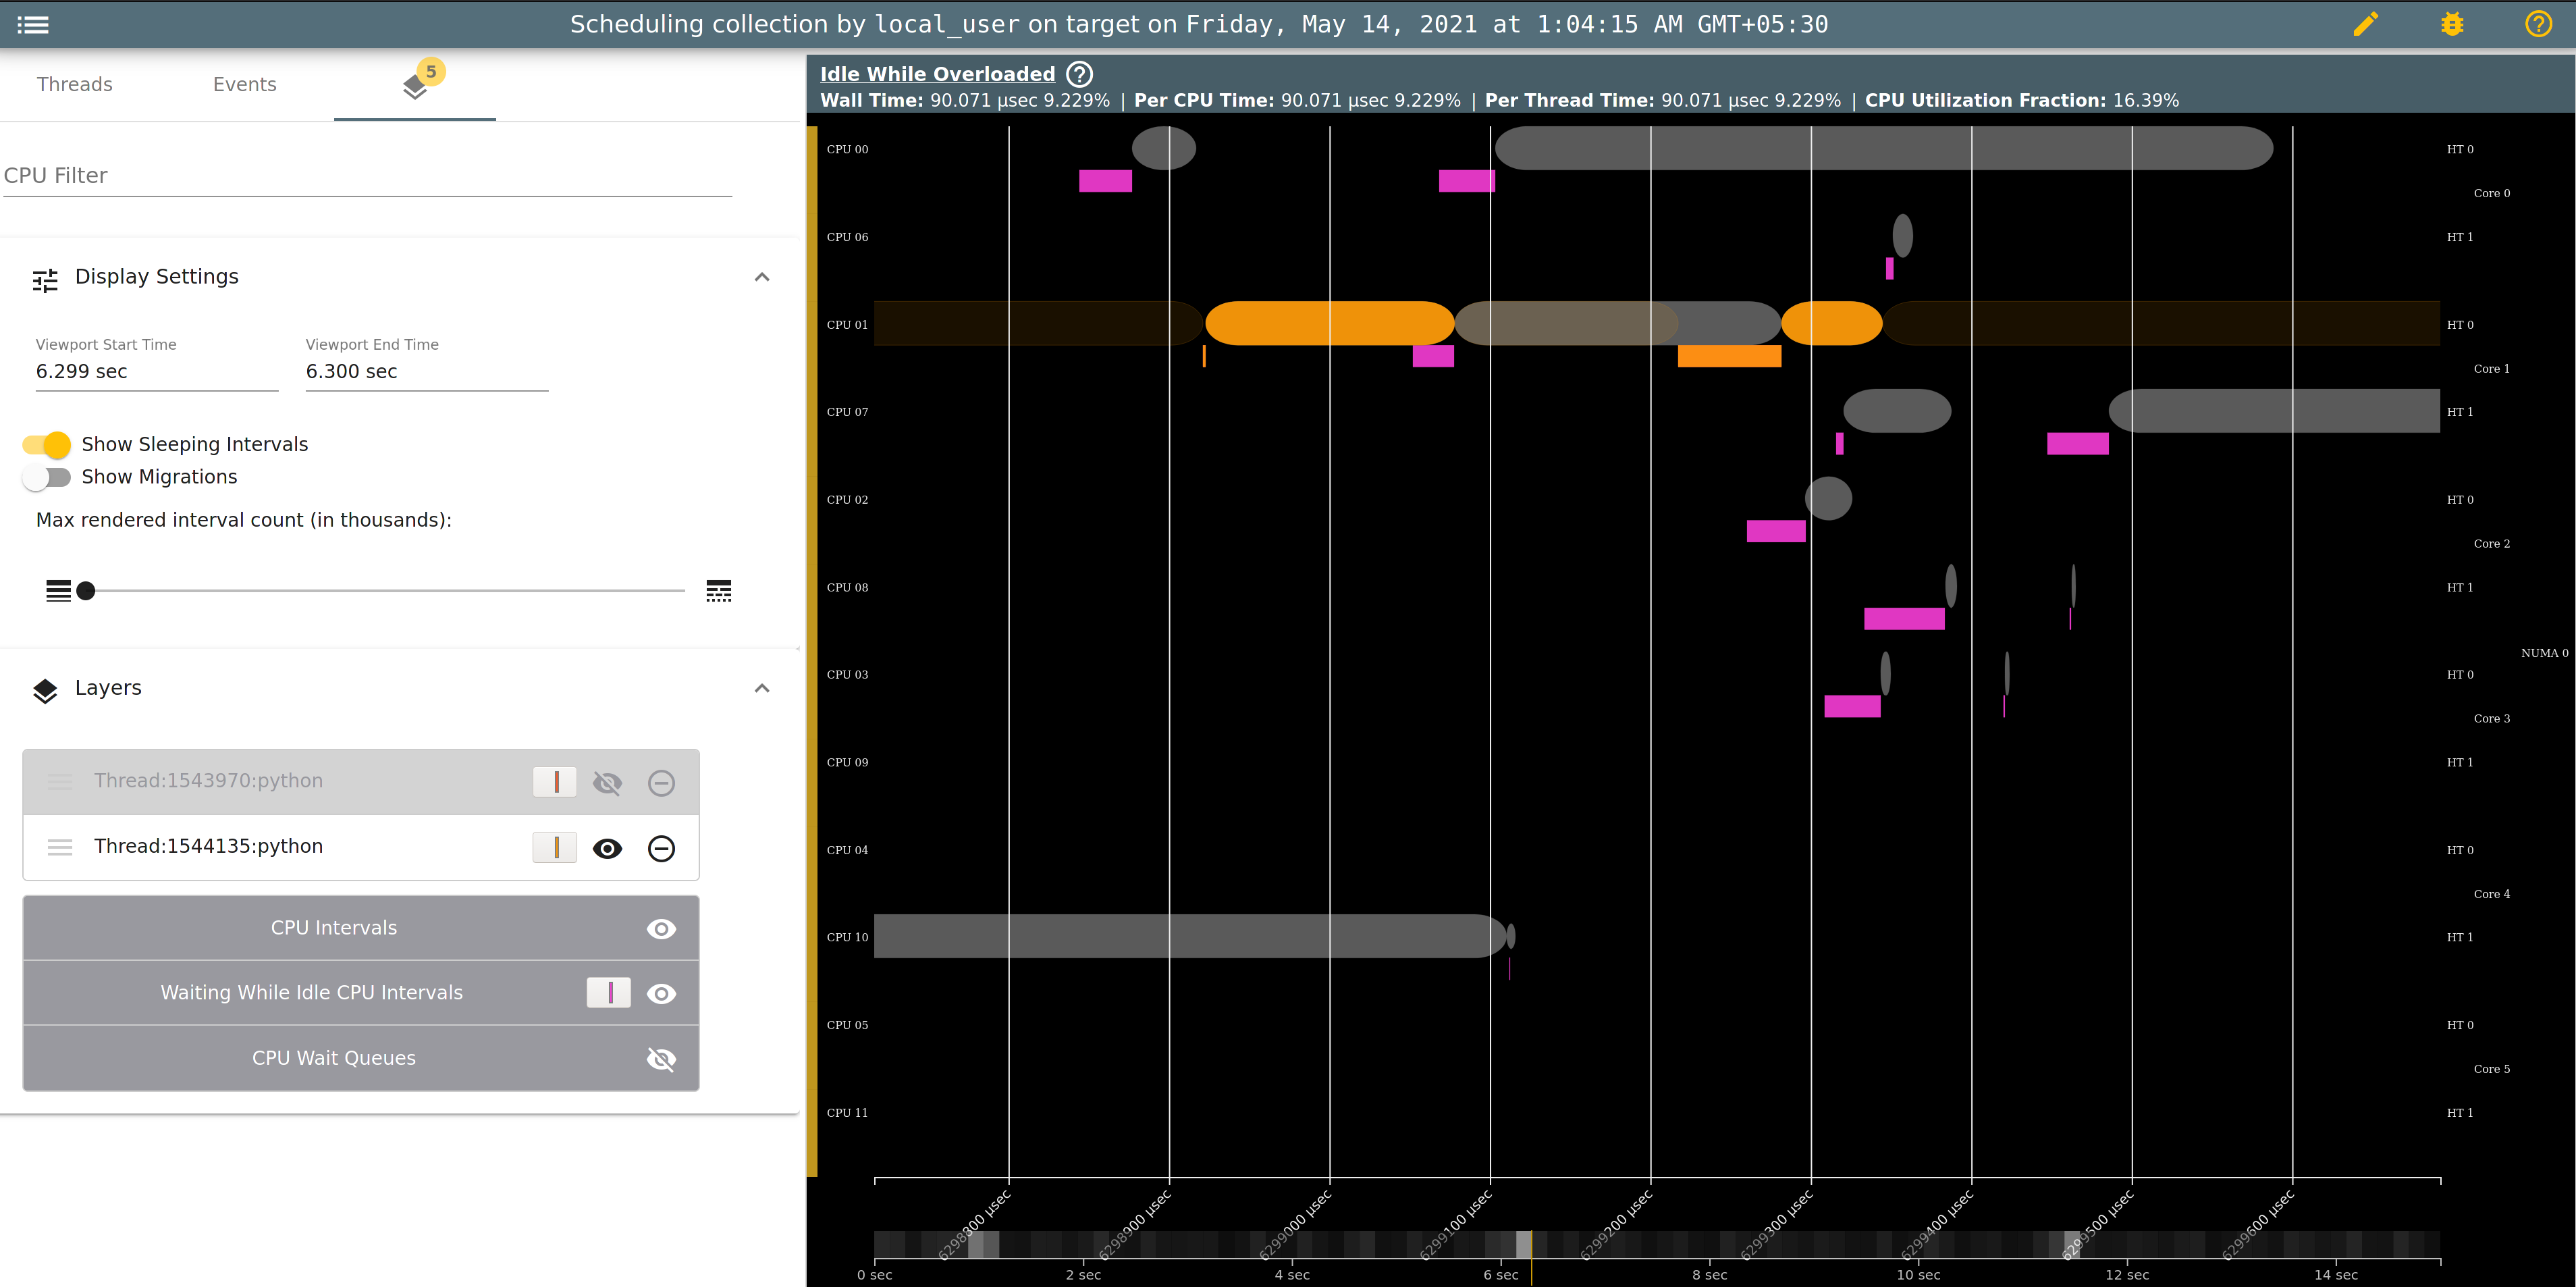 Scheduling collection by local_user on target on Friday, May 14, 2021 at 1:04:15 AM GMT+05:30
Threads
Events
5
CPU Filter
Display Settings
Viewport Start Time
Viewport End Time
6.299 sec
6.300 sec
Show Sleeping Intervals
Show Migrations
Max rendered interval count (in thousands):
Layers
Thread:1543970:python
Thread:1544135:python
CPU Intervals
Waiting While Idle CPU Intervals
CPU Wait Queues
Idle While Overloaded ?
Wall Time: 90.071 µsec 9.229% | Per CPU Time: 90.071 µsec 9.229% | Per Thread Time: 90.071 µsec 9.229% | CPU Utilization Fraction: 16.39%
CPU 00 HT 0
Core 0
CPU 06 HT 1
CPU 01 HT 0
Core 1
CPU 07 HT 1
CPU 02 HT 0
Core 2
CPU 08 HT 1
NUMA 0
CPU 03 HT 0
Core 3
CPU 09 HT 1
CPU 04 HT 0
Core 4
CPU 10 HT 1
CPU 05 HT 0
Core 5
CPU 11 HT 1
6298800 µsec
6298900 µsec
6299000 µsec
6299100 µsec
6299200 µsec
6299300 µsec
6299400 µsec
6299500 µsec
6299600 µsec
0 sec
2 sec
4 sec
6 sec
8 sec
10 sec
12 sec
14 sec